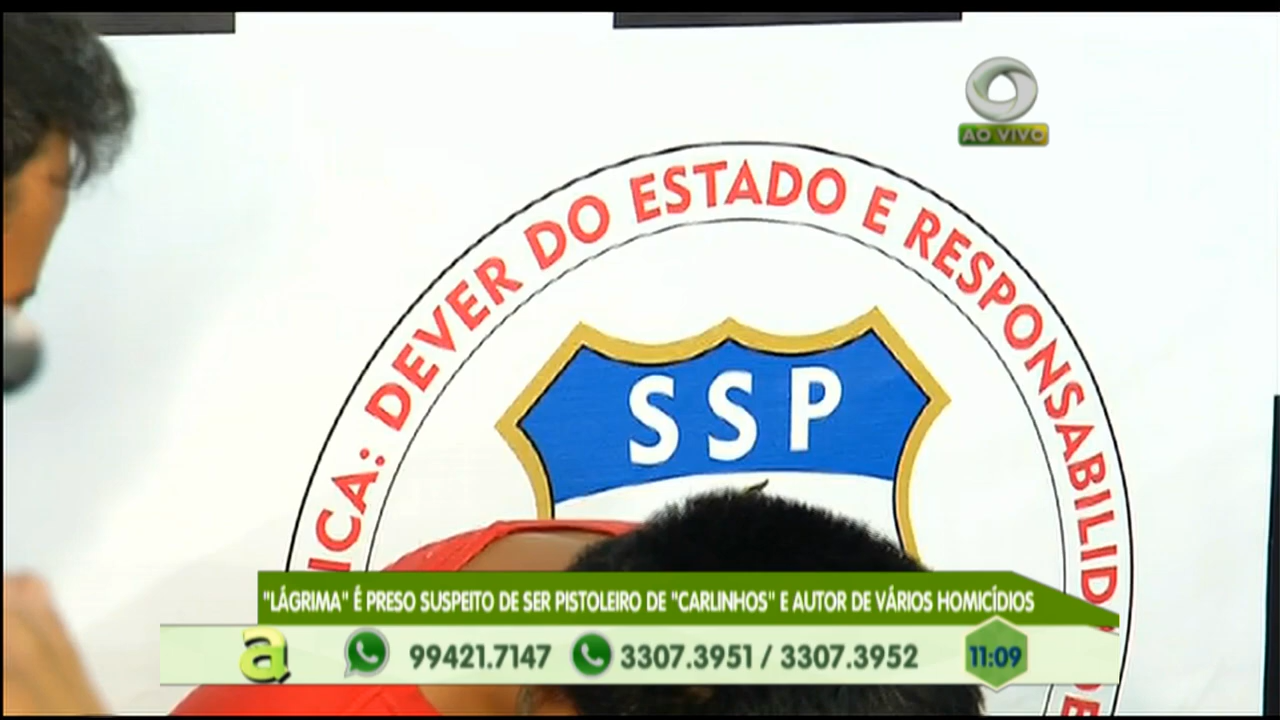 AO VIVO
ICA: DEVER DO ESTADO E RESPONSABILID
DE
SSP
"LÁGRIMA" É PRESO SUSPEITO DE SER PISTOLEIRO DE "CARLINHOS" E AUTOR DE VÁRIOS HOMICÍDIOS
a 99421.7147 3307.3951 / 3307.3952 11:09